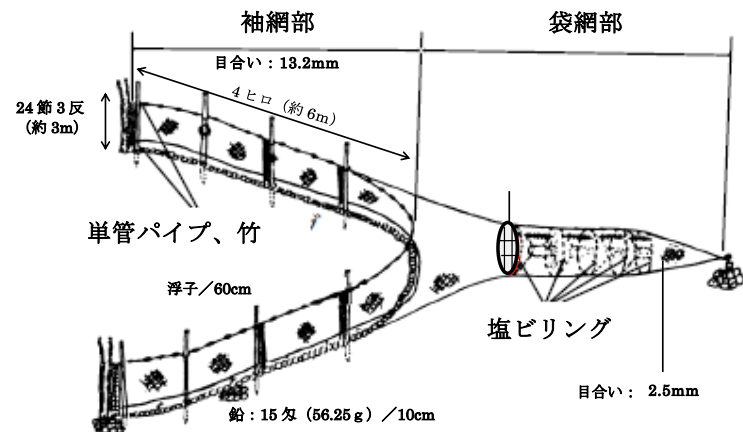 袖網部
袋網部
目合い：13.2mm
4ヒロ（約6m）
24節3反
（約3m）
単管パイプ、竹
浮子／60cm
塩ビリング
目合い： 2.5mm
鉛：15匁（56.25ｇ）／10cm